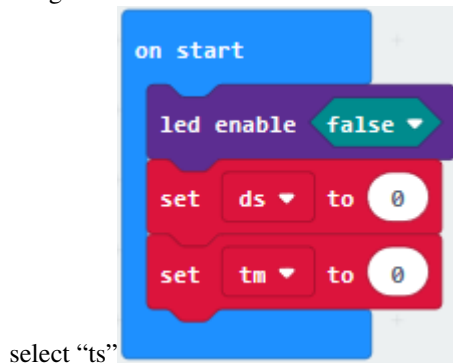 on start
led enable false
set ds to 0
set tm to 0
select “ts”